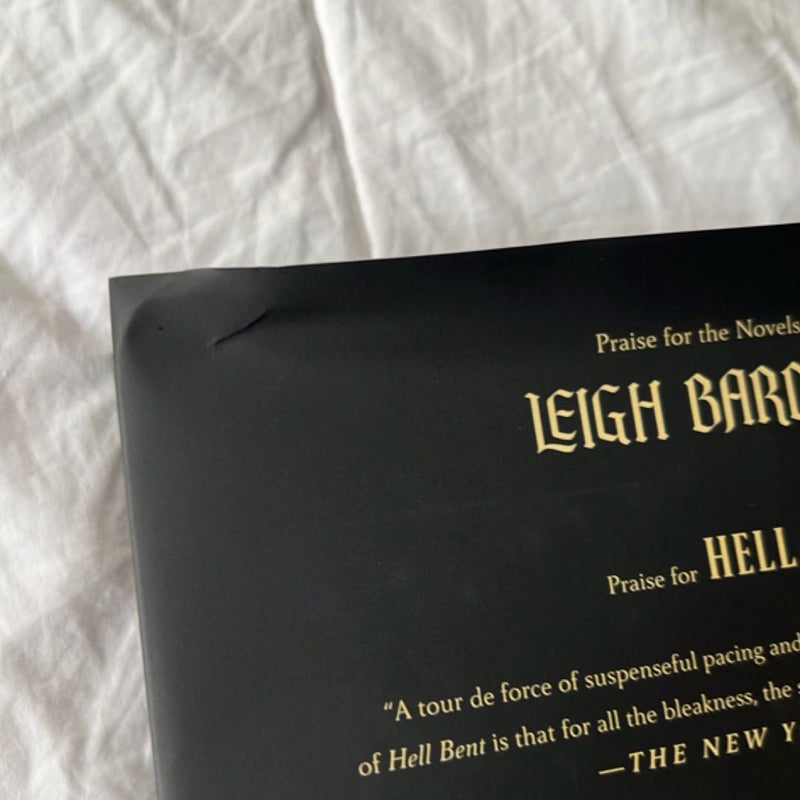 Praise for the Novels
LEIGH BARD
Praise for HELL
“A tour de force of suspenseful pacing and
of Hell Bent is that for all the bleakness, the
—THE NEW Y